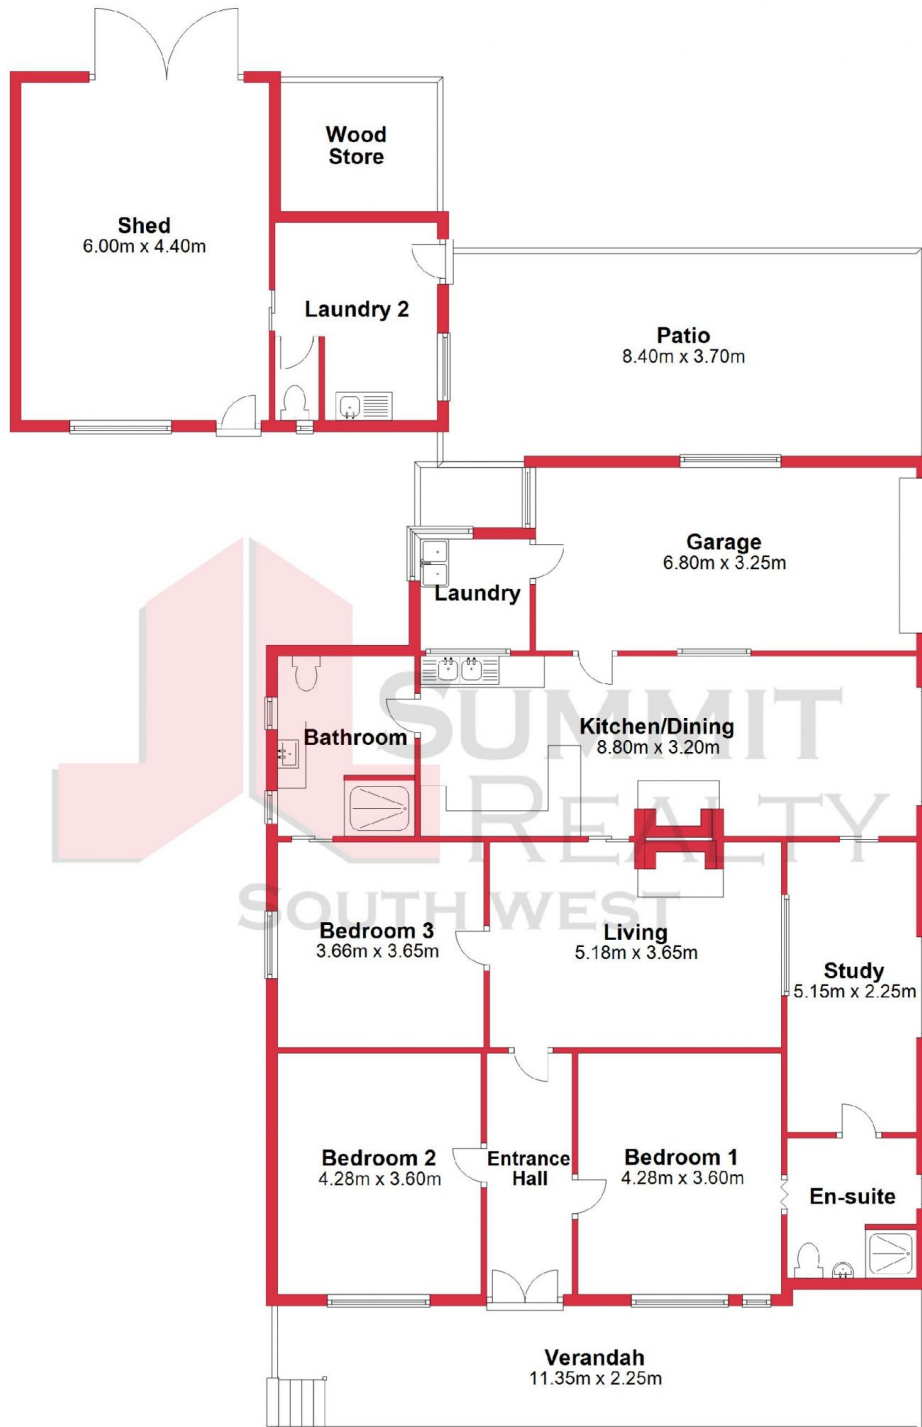 Wood
Store
Shed
6.00m x 4.40m
Laundry 2
Patio
8.40m x 3.70m
Garage
6.80m x 3.25m
Laundry
Kitchen/Dining
8.80m x 3.20m
Bathroom
SUMMIT
REALTY
SOUTH WEST
Bedroom 3
3.66m x 3.65m
Living
5.18m x 3.65m
Study
5.15m x 2.25m
Bedroom 2
4.28m x 3.60m
Entrance
Hall
Bedroom 1
4.28m x 3.60m
En-suite
Verandah
11.35m x 2.25m